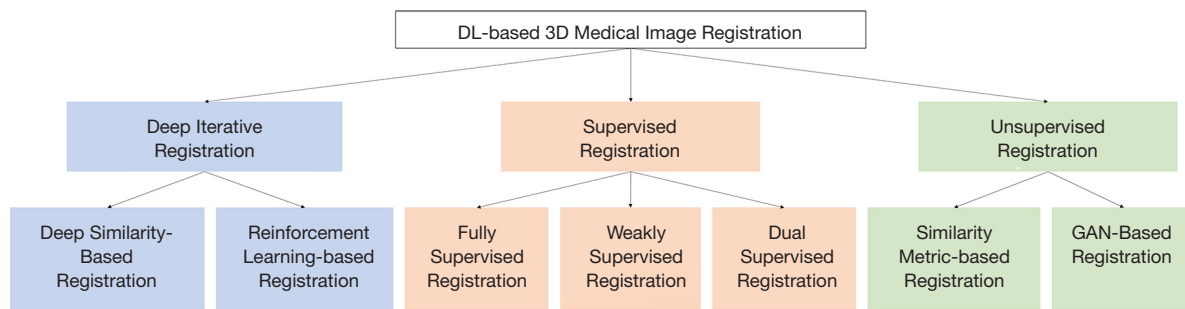 DL-based 3D Medical Image Registration
Deep Iterative
Registration
Supervised
Registration
Unsupervised
Registration
Deep Similarity-
Based
Registration
Reinforcement
Learning-based
Registration
Fully
Supervised
Registration
Weakly
Supervised
Registration
Dual
Supervised
Registration
Similarity
Metric-based
Registration
GAN-Based
Registration